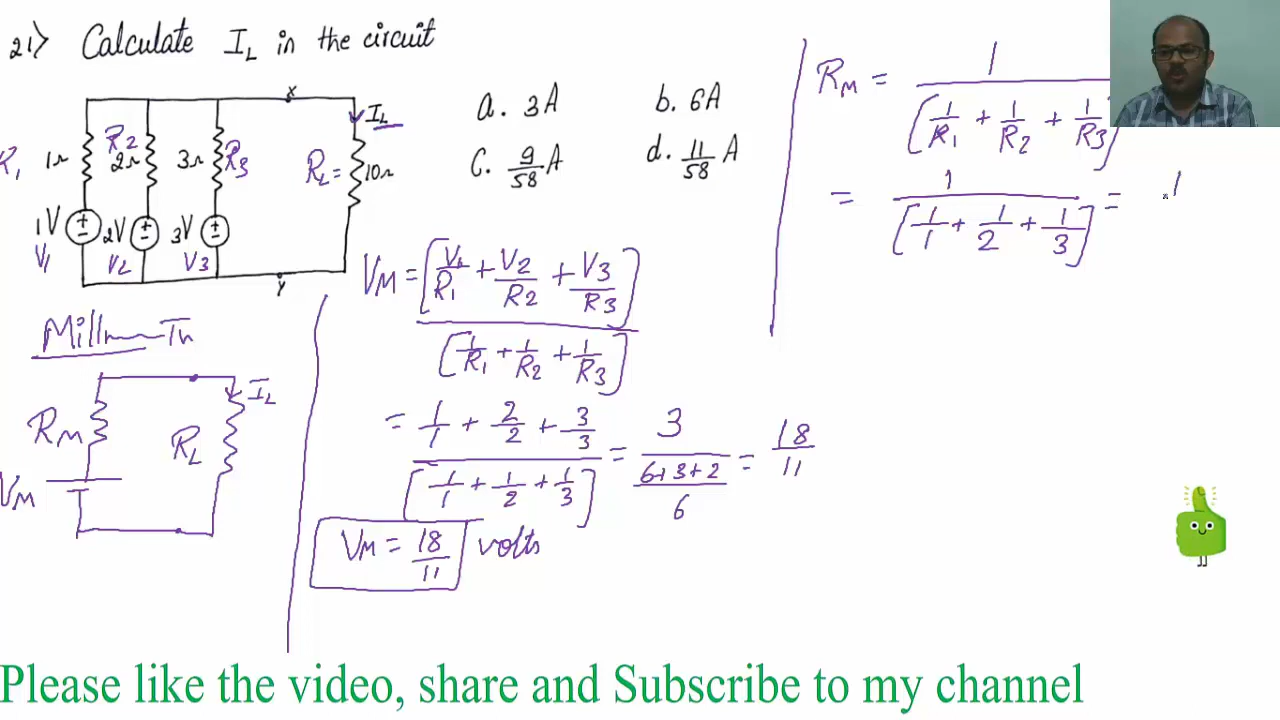 21) Calculate I_L in the circuit
a. 3A
b. 6A
c. 9/58 A
d. 11/58 A
X
I_L
R1
1Ω
R2
2Ω
3Ω
R3
R_L =
10Ω
1V
V1
2V
V2
3V
V3
Y
Th
R_M
V_M
R_L
I_L
V_M = [V1/R1 + V2/R2 + V3/R3] / [1/R1 + 1/R2 + 1/R3]
= (1/1 + 2/2 + 3/3) / [1/1 + 1/2 + 1/3] = 3 / ((6+3+2)/6) = 18/11
V_M = 18/11 volts
R_M = 1 / [1/R1 + 1/R2 + 1/R3]
= 1 / [1/1 + 1/2 + 1/3] = 1
Please like the video, share and Subscribe to my channel